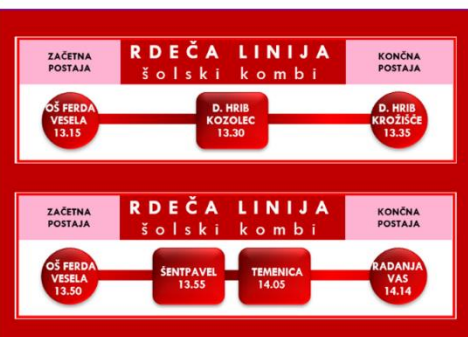 ZAČETNA
POSTAJA
RDEČA LINIJA
šolski kombi
KONČNA
POSTAJA
OŠ FERDA
VESELA
13.15
D. HRIB
KOZOLEC
13.30
D. HRIB
KROŽIŠČE
13.35
ZAČETNA
POSTAJA
RDEČA LINIJA
šolski kombi
KONČNA
POSTAJA
OŠ FERDA
VESELA
13.50
ŠENTPAVEL
13.55
TEMENICA
14.05
RADANJA
VAS
14.14